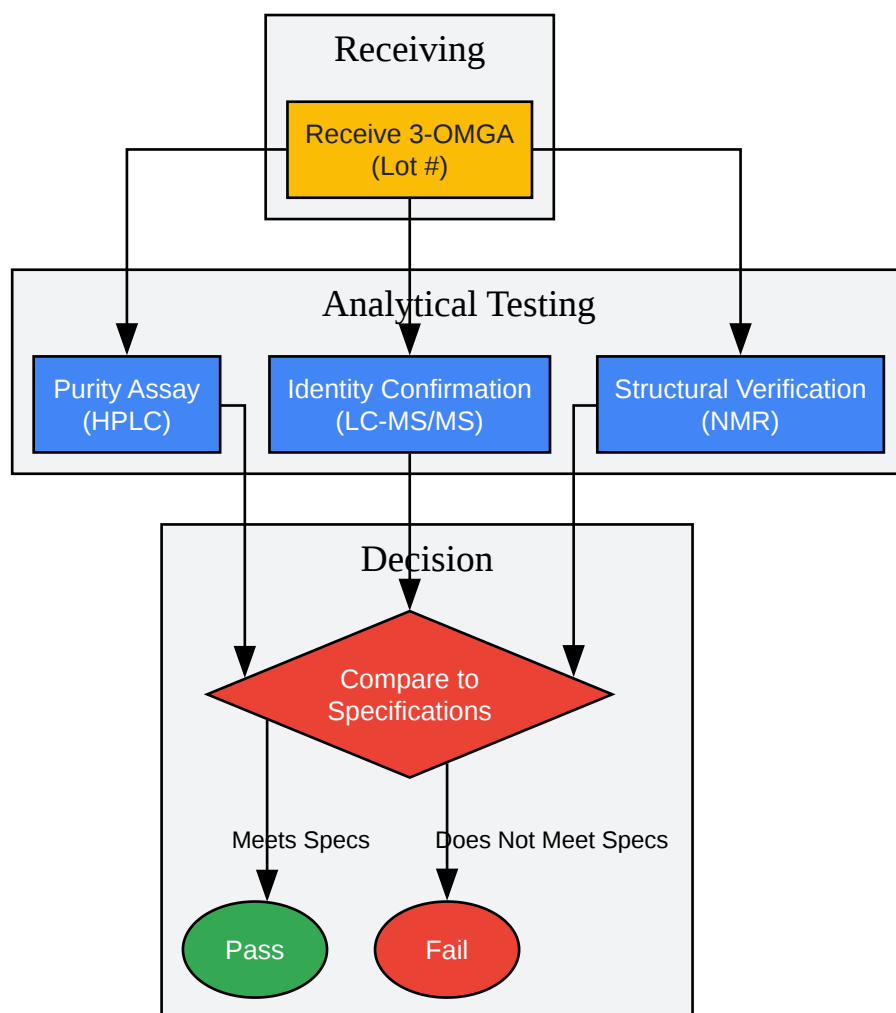 Receiving
Receive 3-OMGA
(Lot #)
Analytical Testing
Purity Assay
(HPLC)
Identity Confirmation
(LC-MS/MS)
Structural Verification
(NMR)
Decision
Compare to
Specifications
Meets Specs
Does Not Meet Specs
Pass
Fail